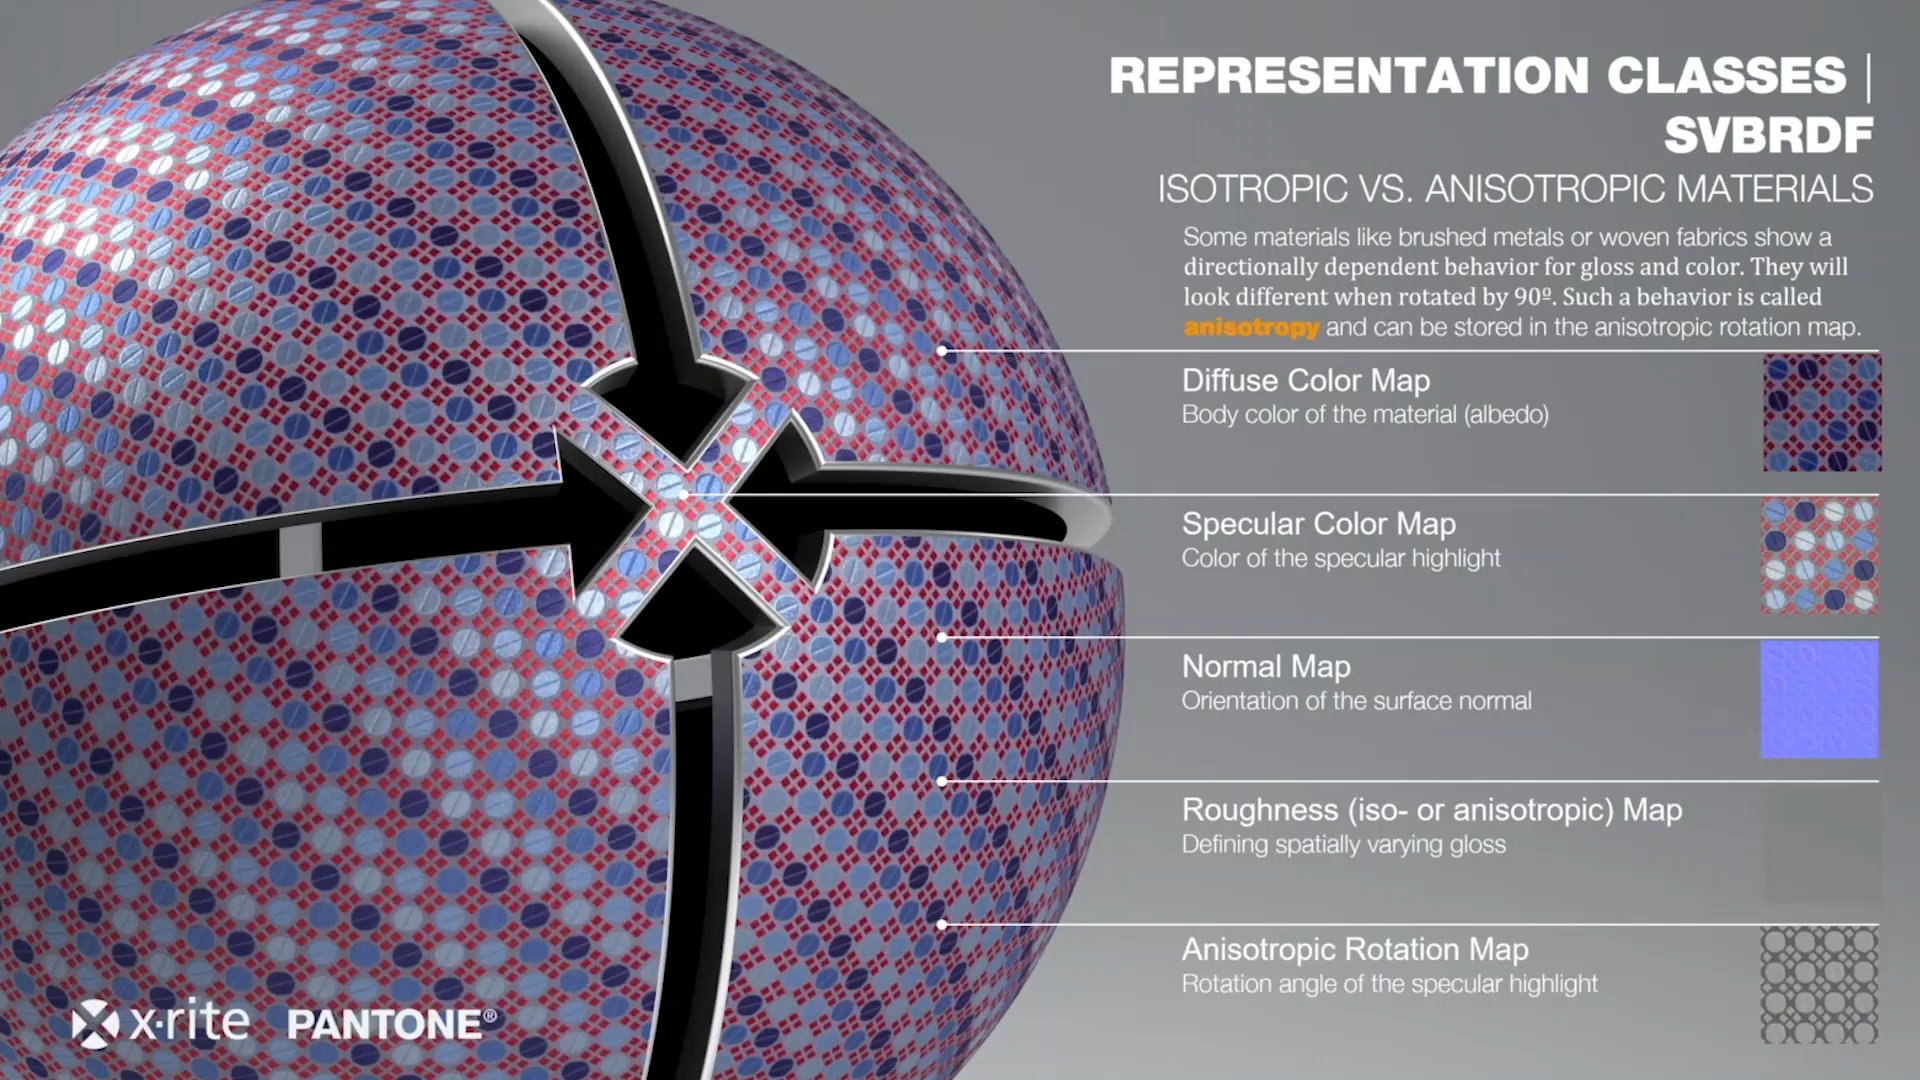 REPRESENTATION CLASSES |
SVBRDF
ISOTROPIC VS. ANISOTROPIC MATERIALS
Some materials like brushed metals or woven fabrics show a
directionally dependent behavior for gloss and color. They will
look different when rotated by 90º. Such a behavior is called
anisotropy and can be stored in the anisotropic rotation map.
Diffuse Color Map
Body color of the material (albedo)
Specular Color Map
Color of the specular highlight
Normal Map
Orientation of the surface normal
Roughness (iso- or anisotropic) Map
Defining spatially varying gloss
Anisotropic Rotation Map
Rotation angle of the specular highlight
x·rite PANTONE®